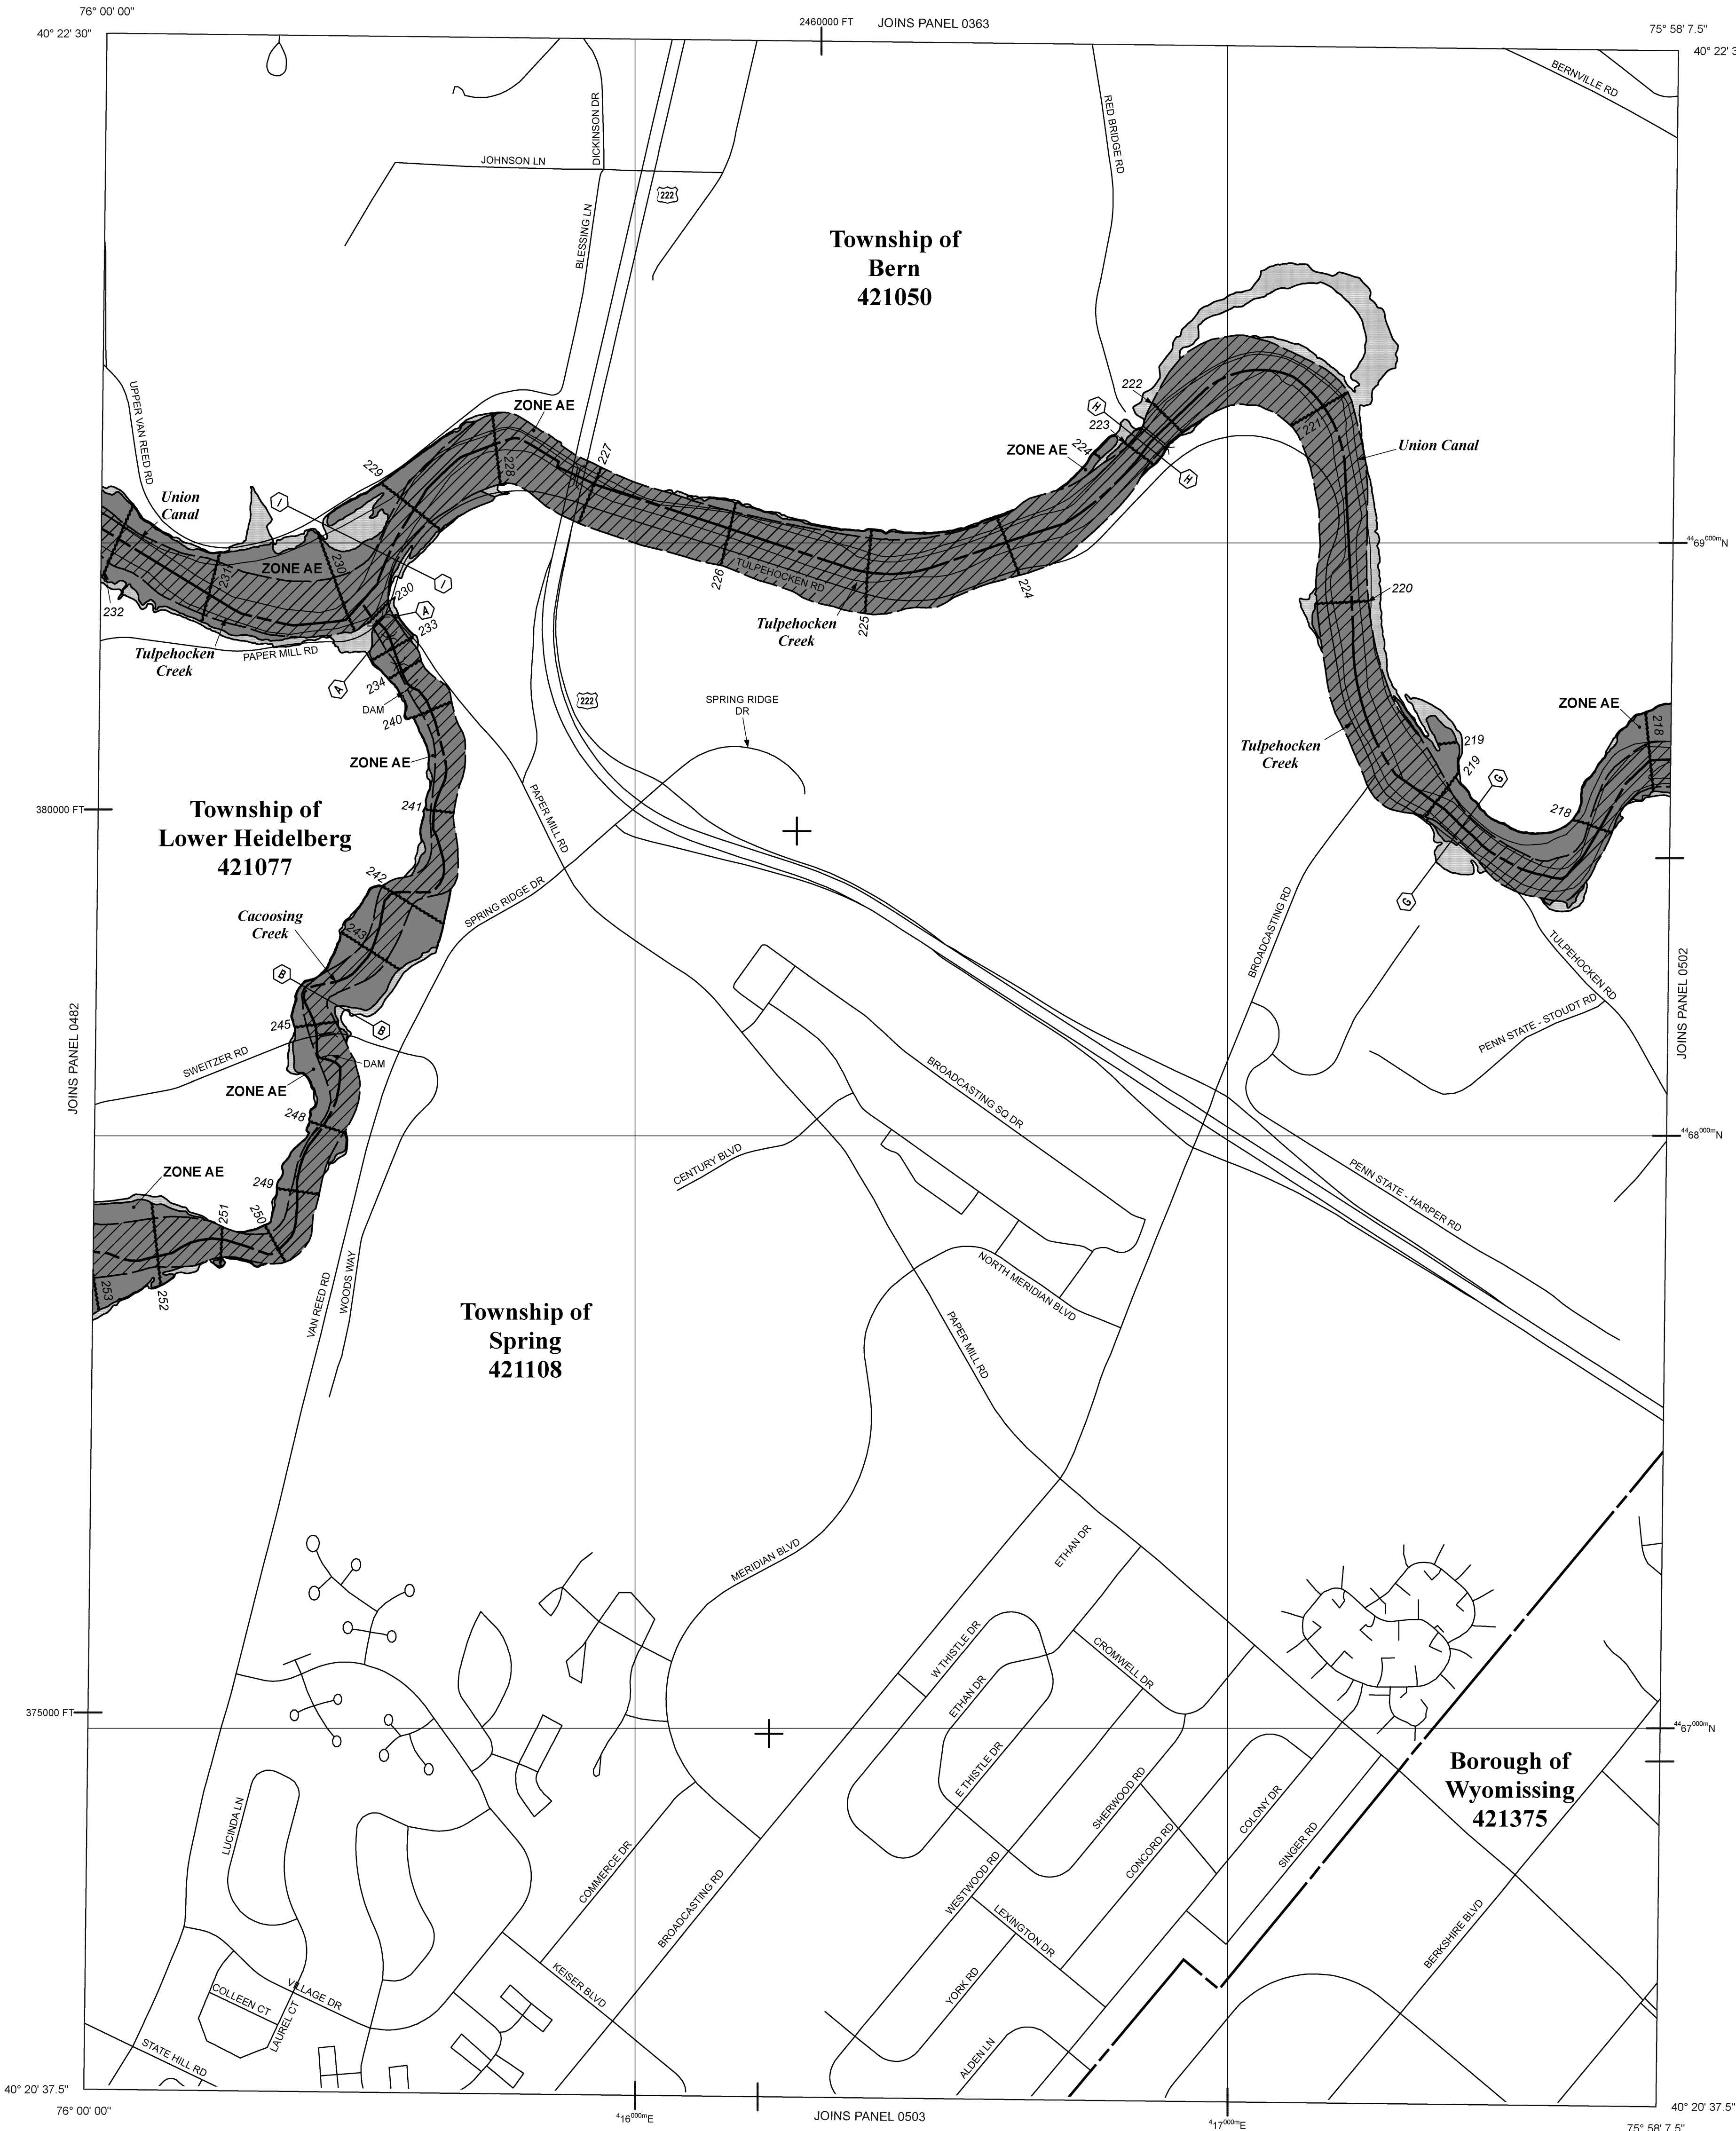 76° 00' 00"
40° 22' 30"
2460000 FT
JOINS PANEL 0363
75° 58' 7.5"
40° 22' 3
BERNVILLE RD
DICKINSON DR
JOHNSON LN
222
RED BRIDGE RD
BLESSING LN
Township of
Bern
421050
UPPER VAN REED RD
ZONE AE
222
H
223
224
ZONE AE
H
221
Union Canal
227
228
229
I
Union
Canal
ZONE AE
230
231
232
I
230
A
233
226
TULPEHOCKEN RD
225
224
Tulpehocken
Creek
220
4469000mN
Tulpehocken
Creek
PAPER MILL RD
A
234
DAM
240
222
SPRING RIDGE
DR
ZONE AE
218
ZONE AE
Tulpehocken
Creek
219
219
G
218
G
241
380000 FT
Township of
Lower Heidelberg
421077
PAPER MILL RD
242
SPRING RIDGE DR
Cacoosing
Creek
243
BROADCASTING RD
TULPEHOCKEN RD
B
B
245
DAM
SWEITZER RD
ZONE AE
248
JOINS PANEL 0482
JOINS PANEL 0502
PENN STATE - STOUDT RD
BROADCASTING SQ DR
4468000mN
CENTURY BLVD
PENN STATE - HARPER RD
ZONE AE
249
250
251
252
253
VAN REED RD
WOODS WAY
NORTH MERIDIAN BLVD
Township of
Spring
421108
PAPER MILL RD
MERIDIAN BLVD
ETHAN DR
W THISTLE DR
CROMWELL DR
ETHAN DR
375000 FT
4467000mN
E THISTLE DR
Borough of
Wyomissing
421375
SHERWOOD RD
COLONY DR
LUCINDA LN
CONCORD RD
SINGER RD
COMMERCE DR
BROADCASTING RD
WESTWOOD RD
LEXINGTON DR
BERKSHIRE BLVD
KEISER BLVD
YORK RD
VILLAGE DR
COLLEEN CT
LAUREL CT
STATE HILL RD
ALDEN LN
40° 20' 37.5"
76° 00' 00"
416000mE
JOINS PANEL 0503
417000mE
40° 20' 37.5"
75° 58' 7.5"